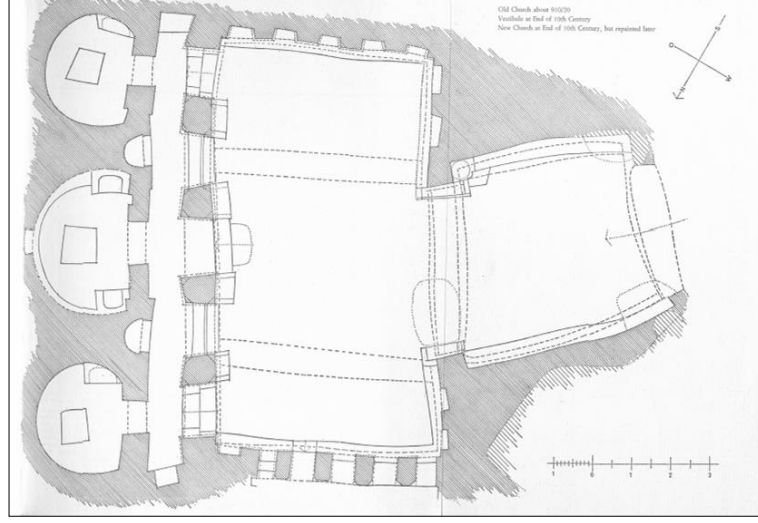 Old Church about 910/20
Vestibule at End of 10th Century
New Church at End of 10th Century, but repainted later
S
O
W
N
1 0 1 2 3